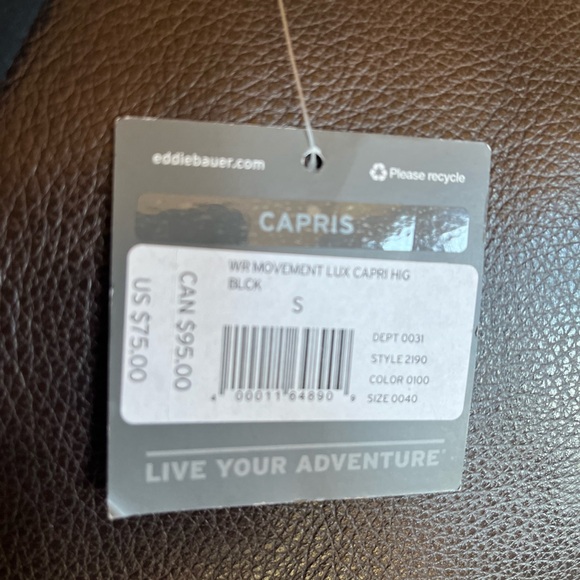 eddiebauer.com
Please recycle
CAPRIS
WR MOVEMENT LUX CAPRI HIG
BLCK
S
CAN $95.00
US $75.00
DEPT 0031
STYLE 2190
COLOR 0100
SIZE 0040
4 00011 64890 9
LIVE YOUR ADVENTURE